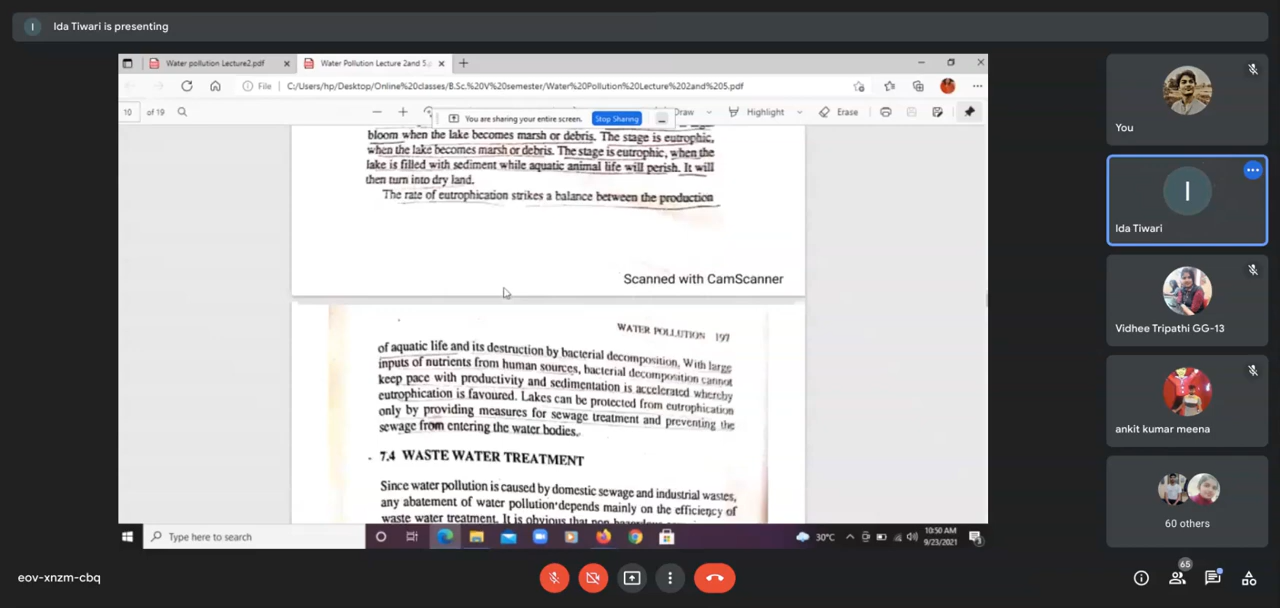 Ida Tiwari is presenting
Water pollution Lecture2.pdf
Water Pollution Lecture 2and 5.p
File
C:/Users/hp/Desktop/Online%20classes/B.Sc.%20V%20semester/Water%20Pollution%20Lecture%202and%205.pdf
10 of 19
You are sharing your entire screen.
Stop Sharing
Draw
Highlight
Erase
bloom when the lake becomes marsh or debris. The stage is eutrophic,
when the lake becomes marsh or debris. The stage is eutrophic, when the
lake is filled with sediment while aquatic animal life will perish. It will
then turn into dry land.
The rate of eutrophication strikes a balance between the production
Scanned with CamScanner
WATER POLLUTION 197
of aquatic life and its destruction by bacterial decomposition. With large
inputs of nutrients from human sources, bacterial decomposition cannot
keep pace with productivity and sedimentation is accelerated whereby
eutrophication is favoured. Lakes can be protected from eutrophication
only by providing measures for sewage treatment and preventing the
sewage from entering the water bodies.
7.4 WASTE WATER TREATMENT
Since water pollution is caused by domestic sewage and industrial wastes,
any abatement of water pollution depends mainly on the efficiency of
waste water treatment. It is obvious that
Type here to search
30°C
10:50 AM
9/23/2021
You
I
Ida Tiwari
Vidhee Tripathi GG-13
ankit kumar meena
60 others
eov-xnzm-cbq
65